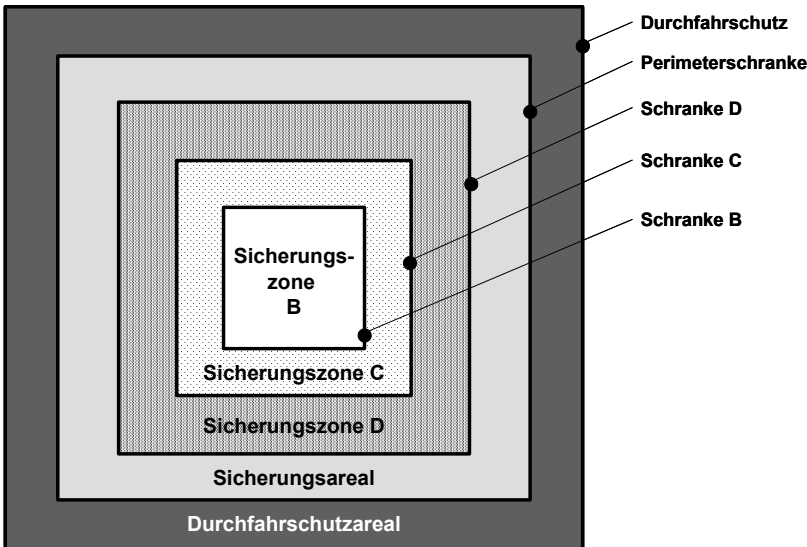 Durchfahrschutz
Perimeterschranke
Schranke D
Schranke C
Schranke B
Sicherungs-
zone
B
Sicherungszone C
Sicherungszone D
Sicherungsareal
Durchfahrschutzareal